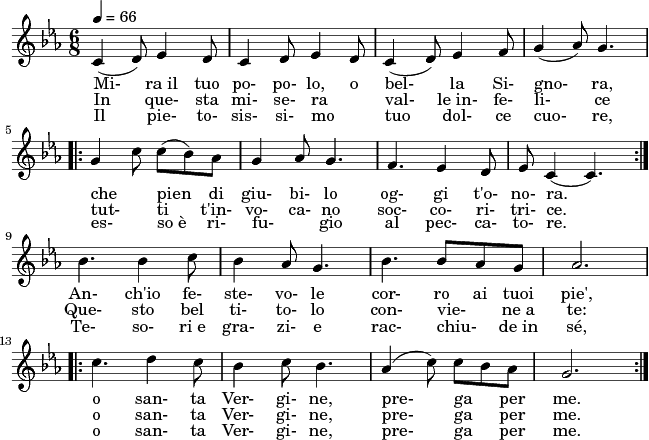 = 66
6
8
Mi- ra il tuo po- po- lo, o bel- la Si- gno- ra,
In que- sta mi- se- ra val- le in- fe- li- ce
Il pie- to- sis- si- mo tuo dol- ce cuo- re,
5
che pien di giu- bi- lo og- gi t'o- no- ra.
tut- ti t'in- vo- ca- no soc- co- ri- tri- ce.
es- so è ri- fu- gio al pec- ca- to- re.
9
An- ch'io fe- ste- vo- le cor- ro ai tuoi pie',
Que- sto bel ti- to- lo con- vie- ne a te:
Te- so- ri e gra- zi- e rac- chiu- de in sé,
13
o san- ta Ver- gi- ne, pre- ga per me.
o san- ta Ver- gi- ne, pre- ga per me.
o san- ta Ver- gi- ne, pre- ga per me.